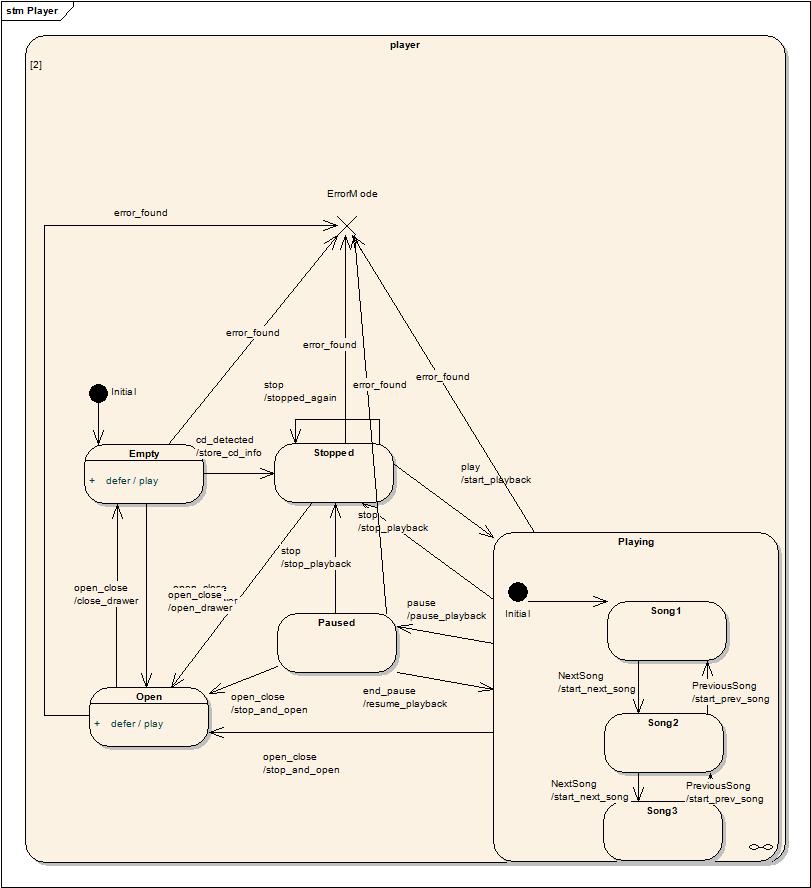 stm Player
player
[2]
ErrorM ode
error_found
error_found
error_found
error_found
error_found
stop
/stopped_again
Initial
cd_detected
/store_cd_info
Empty
+ defer / play
Stopped
play
/start_playback
stop
/stop_playback
Playing
stop
/stop_playback
open_close
/close_drawer
open_close
open_close
/open_drawer
Initial
Song1
pause
/pause_playback
Paused
NextSong
/start_next_song
PreviousSong
/start_prev_song
end_pause
/resume_playback
open_close
/stop_and_open
Open
+ defer / play
Song2
open_close
/stop_and_open
NextSong
/start_next_song
PreviousSong
/start_prev_song
Song3